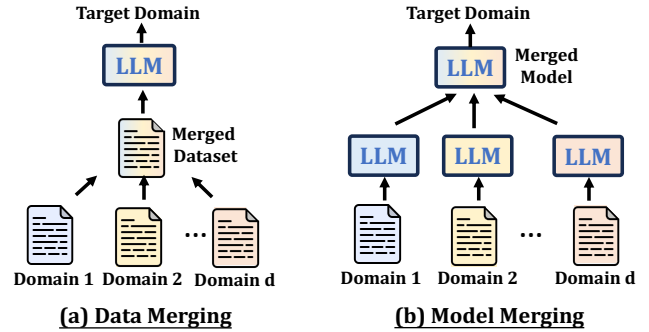 Target Domain
LLM
Merged
Dataset
...
Domain 1 Domain 2 Domain d
(a) Data Merging
Target Domain
LLM
Merged
Model
LLM LLM LLM
...
Domain 1 Domain 2 Domain d
(b) Model Merging